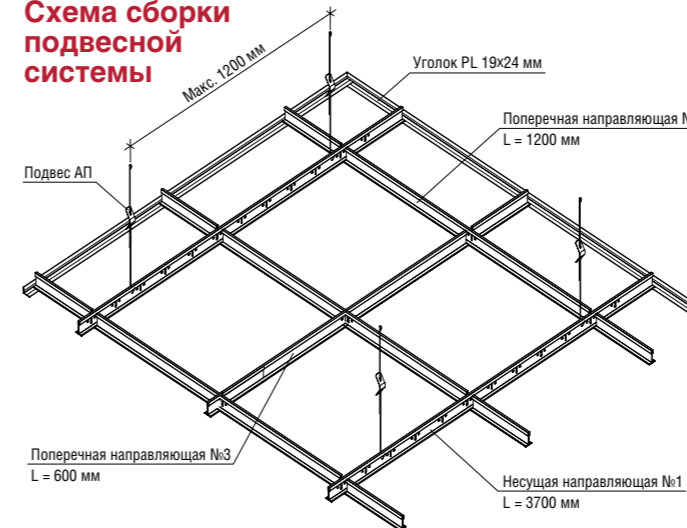 Схема сборки
подвесной
системы
Макс. 1200 мм
Уголок PL 19х24 мм
Поперечная направляющая №
L = 1200 мм
Подвес АП
Поперечная направляющая №3
L = 600 мм
Несущая направляющая №1
L = 3700 мм